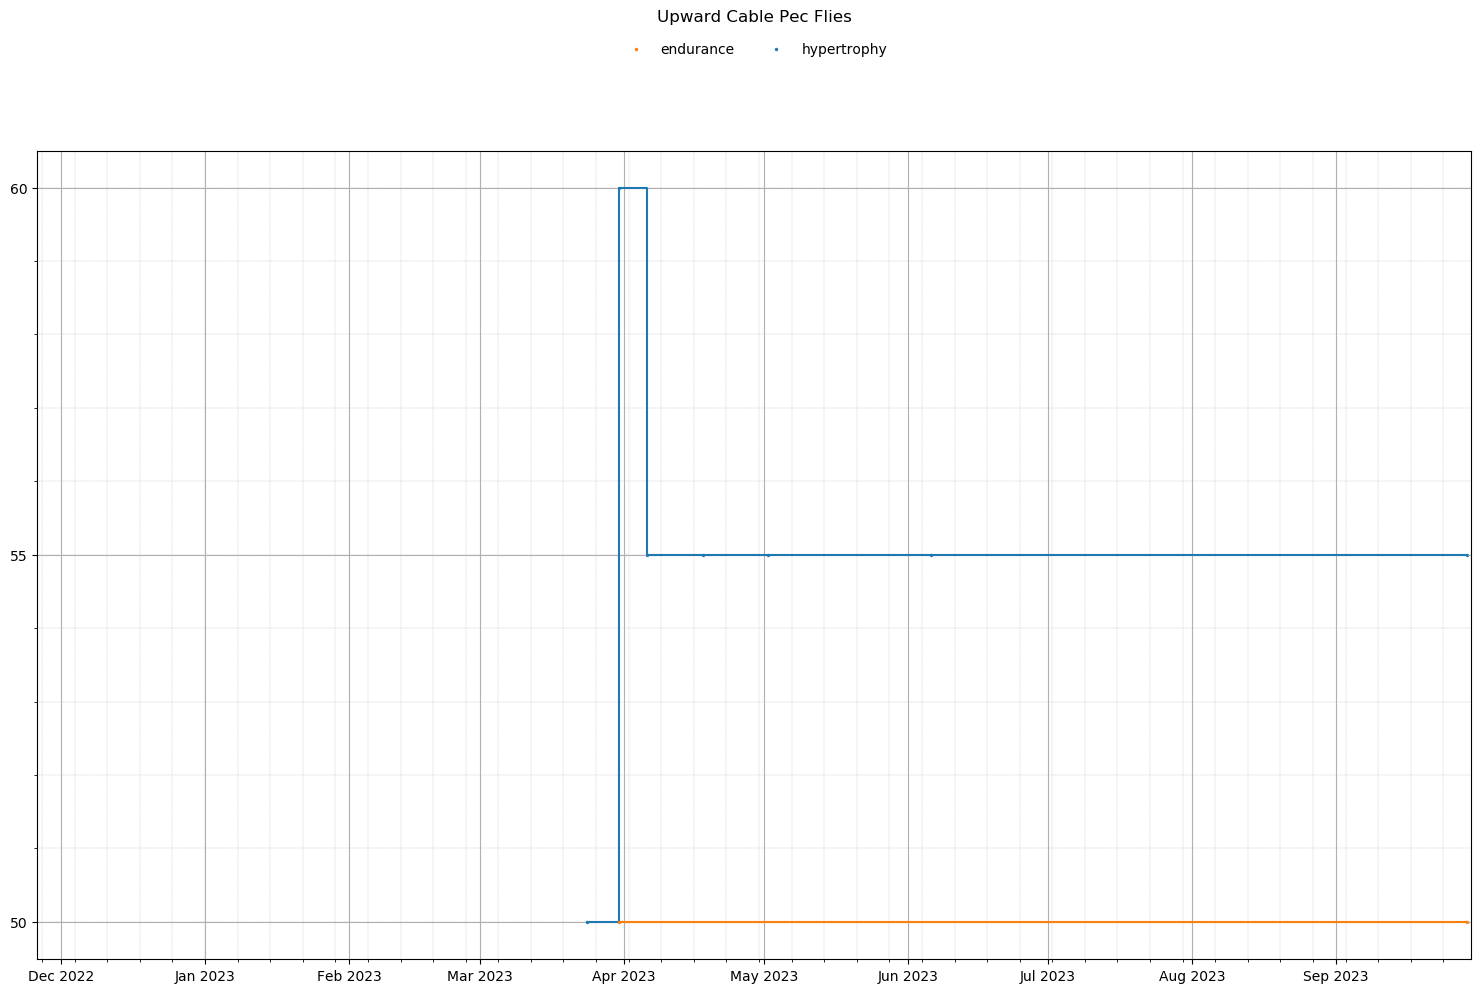 Upward Cable Pec Flies
endurance hypertrophy
60
55
50
Dec 2022 Jan 2023 Feb 2023 Mar 2023 Apr 2023 May 2023 Jun 2023 Jul 2023 Aug 2023 Sep 2023